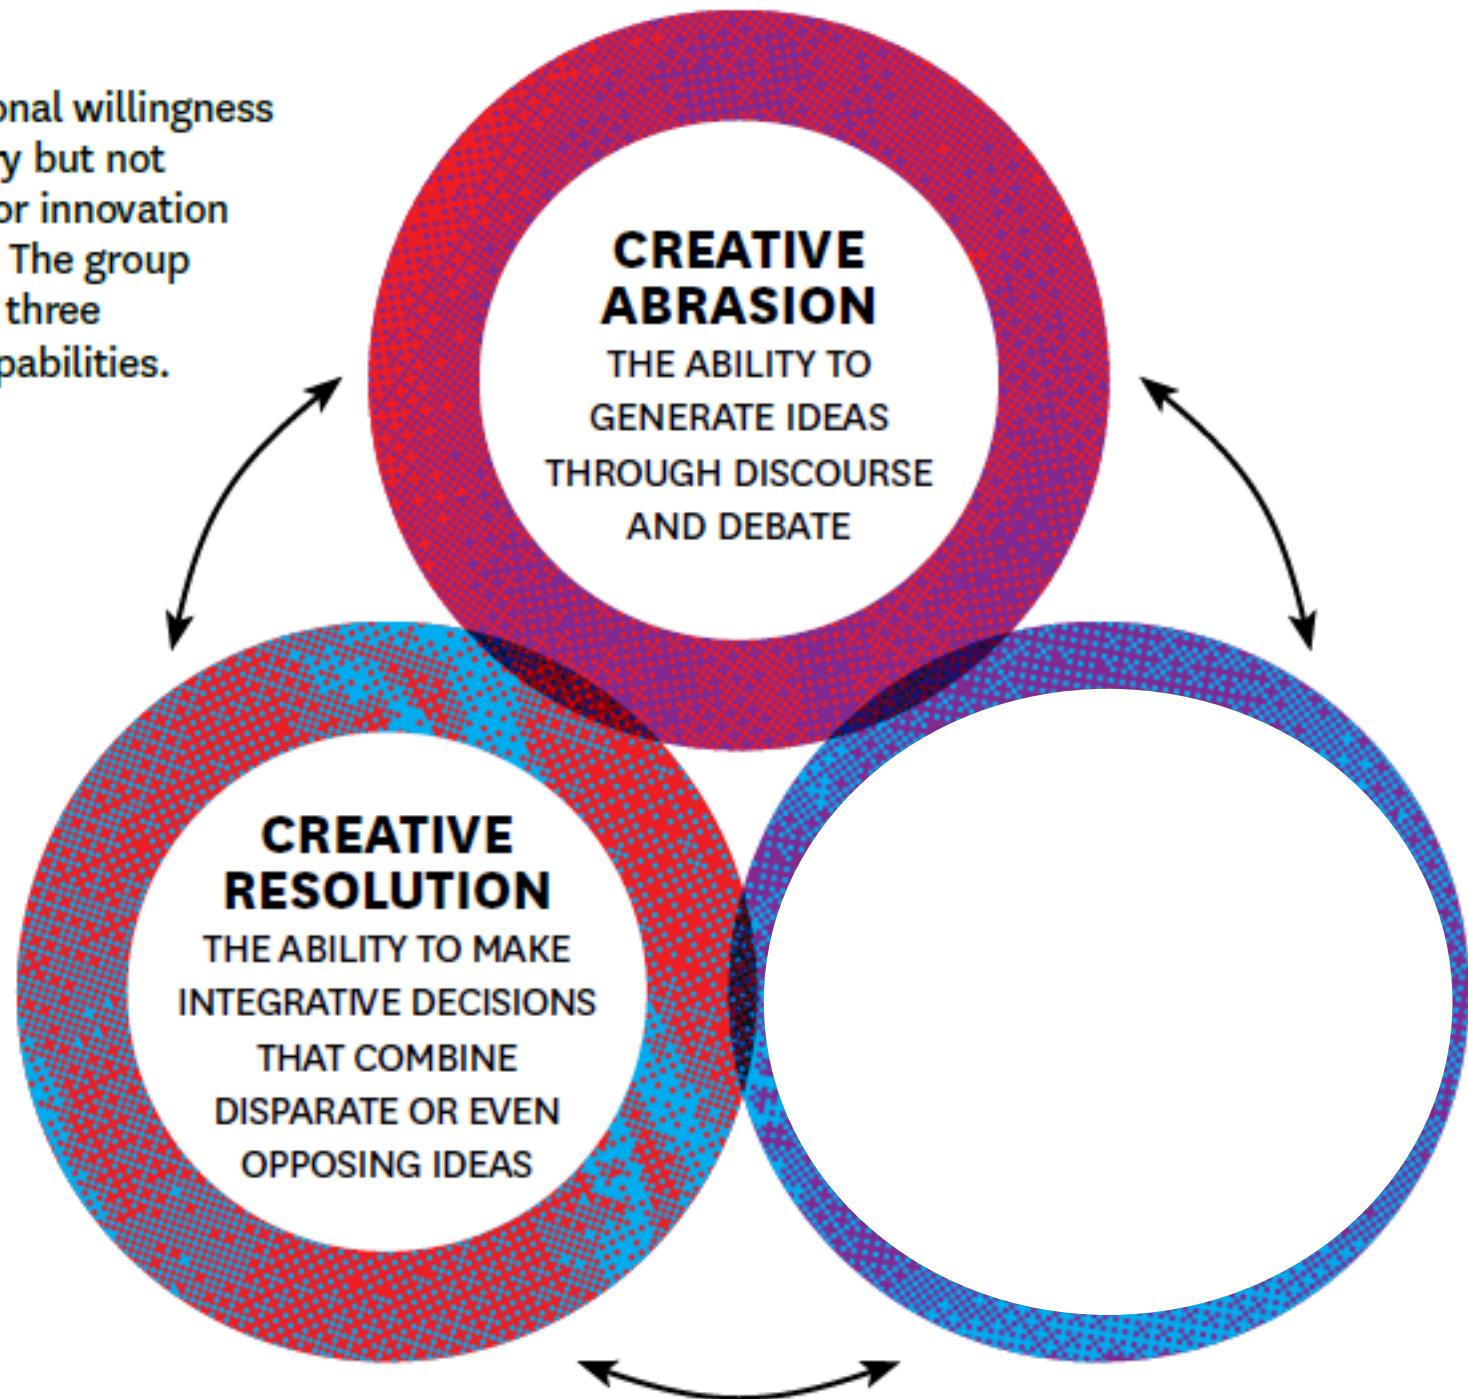 onal willingness
ry but not
or innovation
The group
three
pabilities.
CREATIVE
ABRASION
THE ABILITY TO
GENERATE IDEAS
THROUGH DISCOURSE
AND DEBATE
CREATIVE
RESOLUTION
THE ABILITY TO MAKE
INTEGRATIVE DECISIONS
THAT COMBINE
DISPARATE OR EVEN
OPPOSING IDEAS